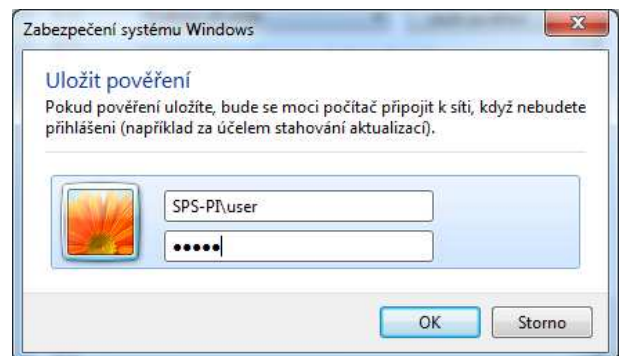 Zabezpečení systému Windows
Uložit pověření
Pokud pověření uložíte, bude se moci počítač připojit k síti, když nebudete
přihlášeni (například za účelem stahování aktualizací).
SPS-PI\user
•••••
OK
Storno